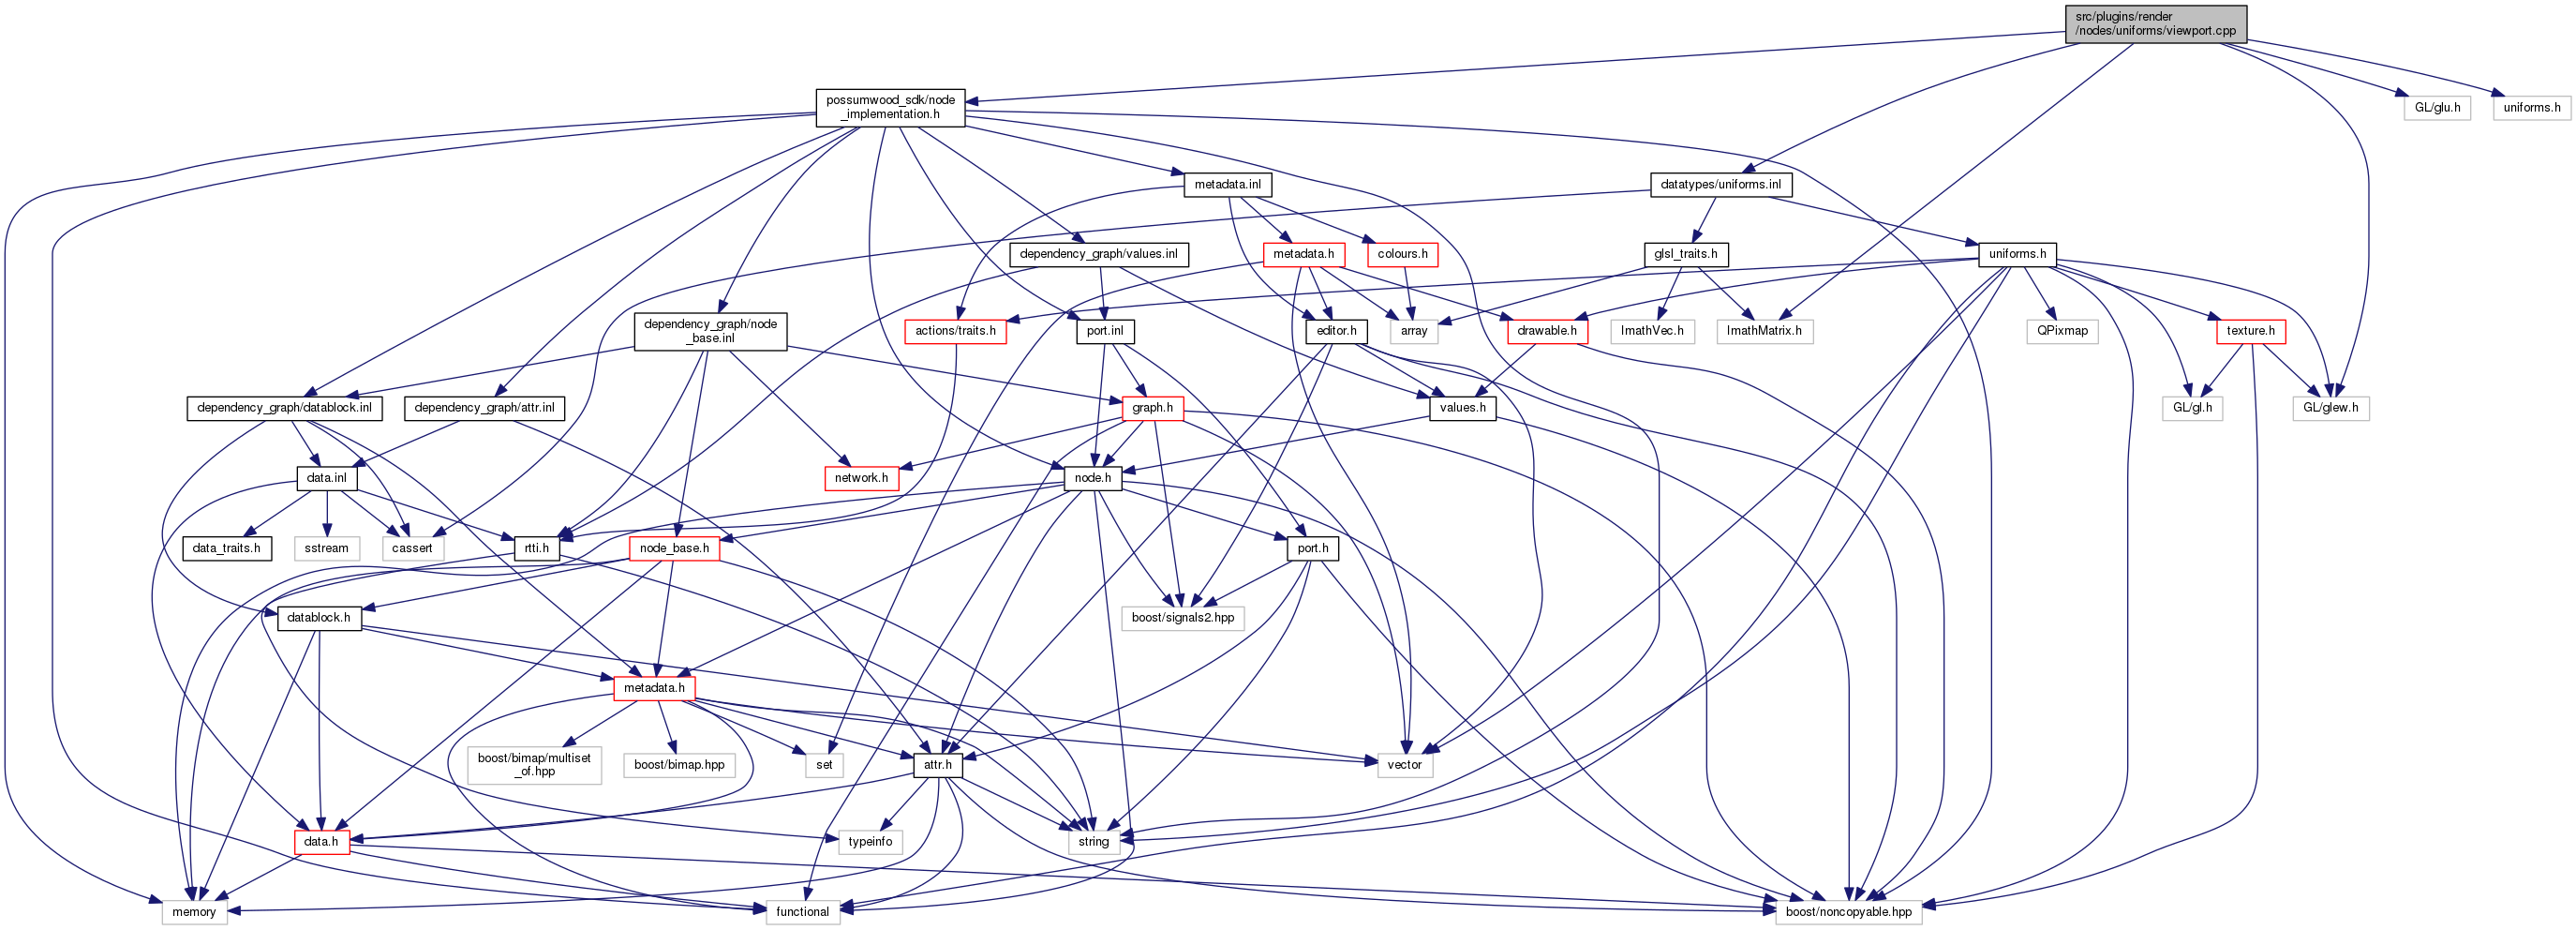 src/plugins/render
/nodes/uniforms/viewport.cpp
possumwood_sdk/node
_implementation.h
GL/glu.h
uniforms.h
metadata.inl
datatypes/uniforms.inl
dependency_graph/values.inl
metadata.h
colours.h
glsl_traits.h
uniforms.h
dependency_graph/node
_base.inl
actions/traits.h
port.inl
editor.h
array
drawable.h
ImathVec.h
ImathMatrix.h
QPixmap
texture.h
dependency_graph/datablock.inl
dependency_graph/attr.inl
graph.h
values.h
GL/gl.h
GL/glew.h
data.inl
network.h
node.h
data_traits.h
sstream
cassert
rtti.h
node_base.h
port.h
datablock.h
boost/signals2.hpp
metadata.h
boost/bimap/multiset
_of.hpp
boost/bimap.hpp
set
attr.h
vector
data.h
typeinfo
string
memory
functional
boost/noncopyable.hpp